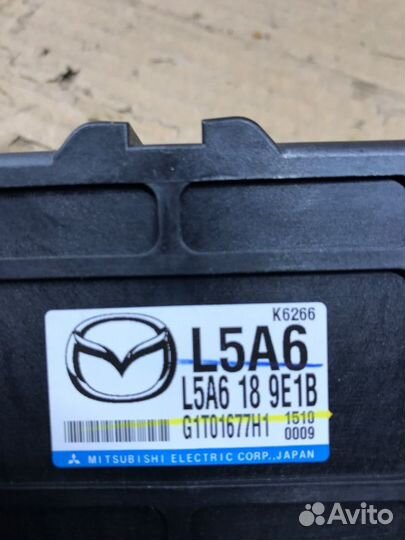 K6266
L5A6
L5A6 18 9E1B
G1T01677H1 1510
0009
MITSUBISHI ELECTRIC CORP., JAPAN
Avito